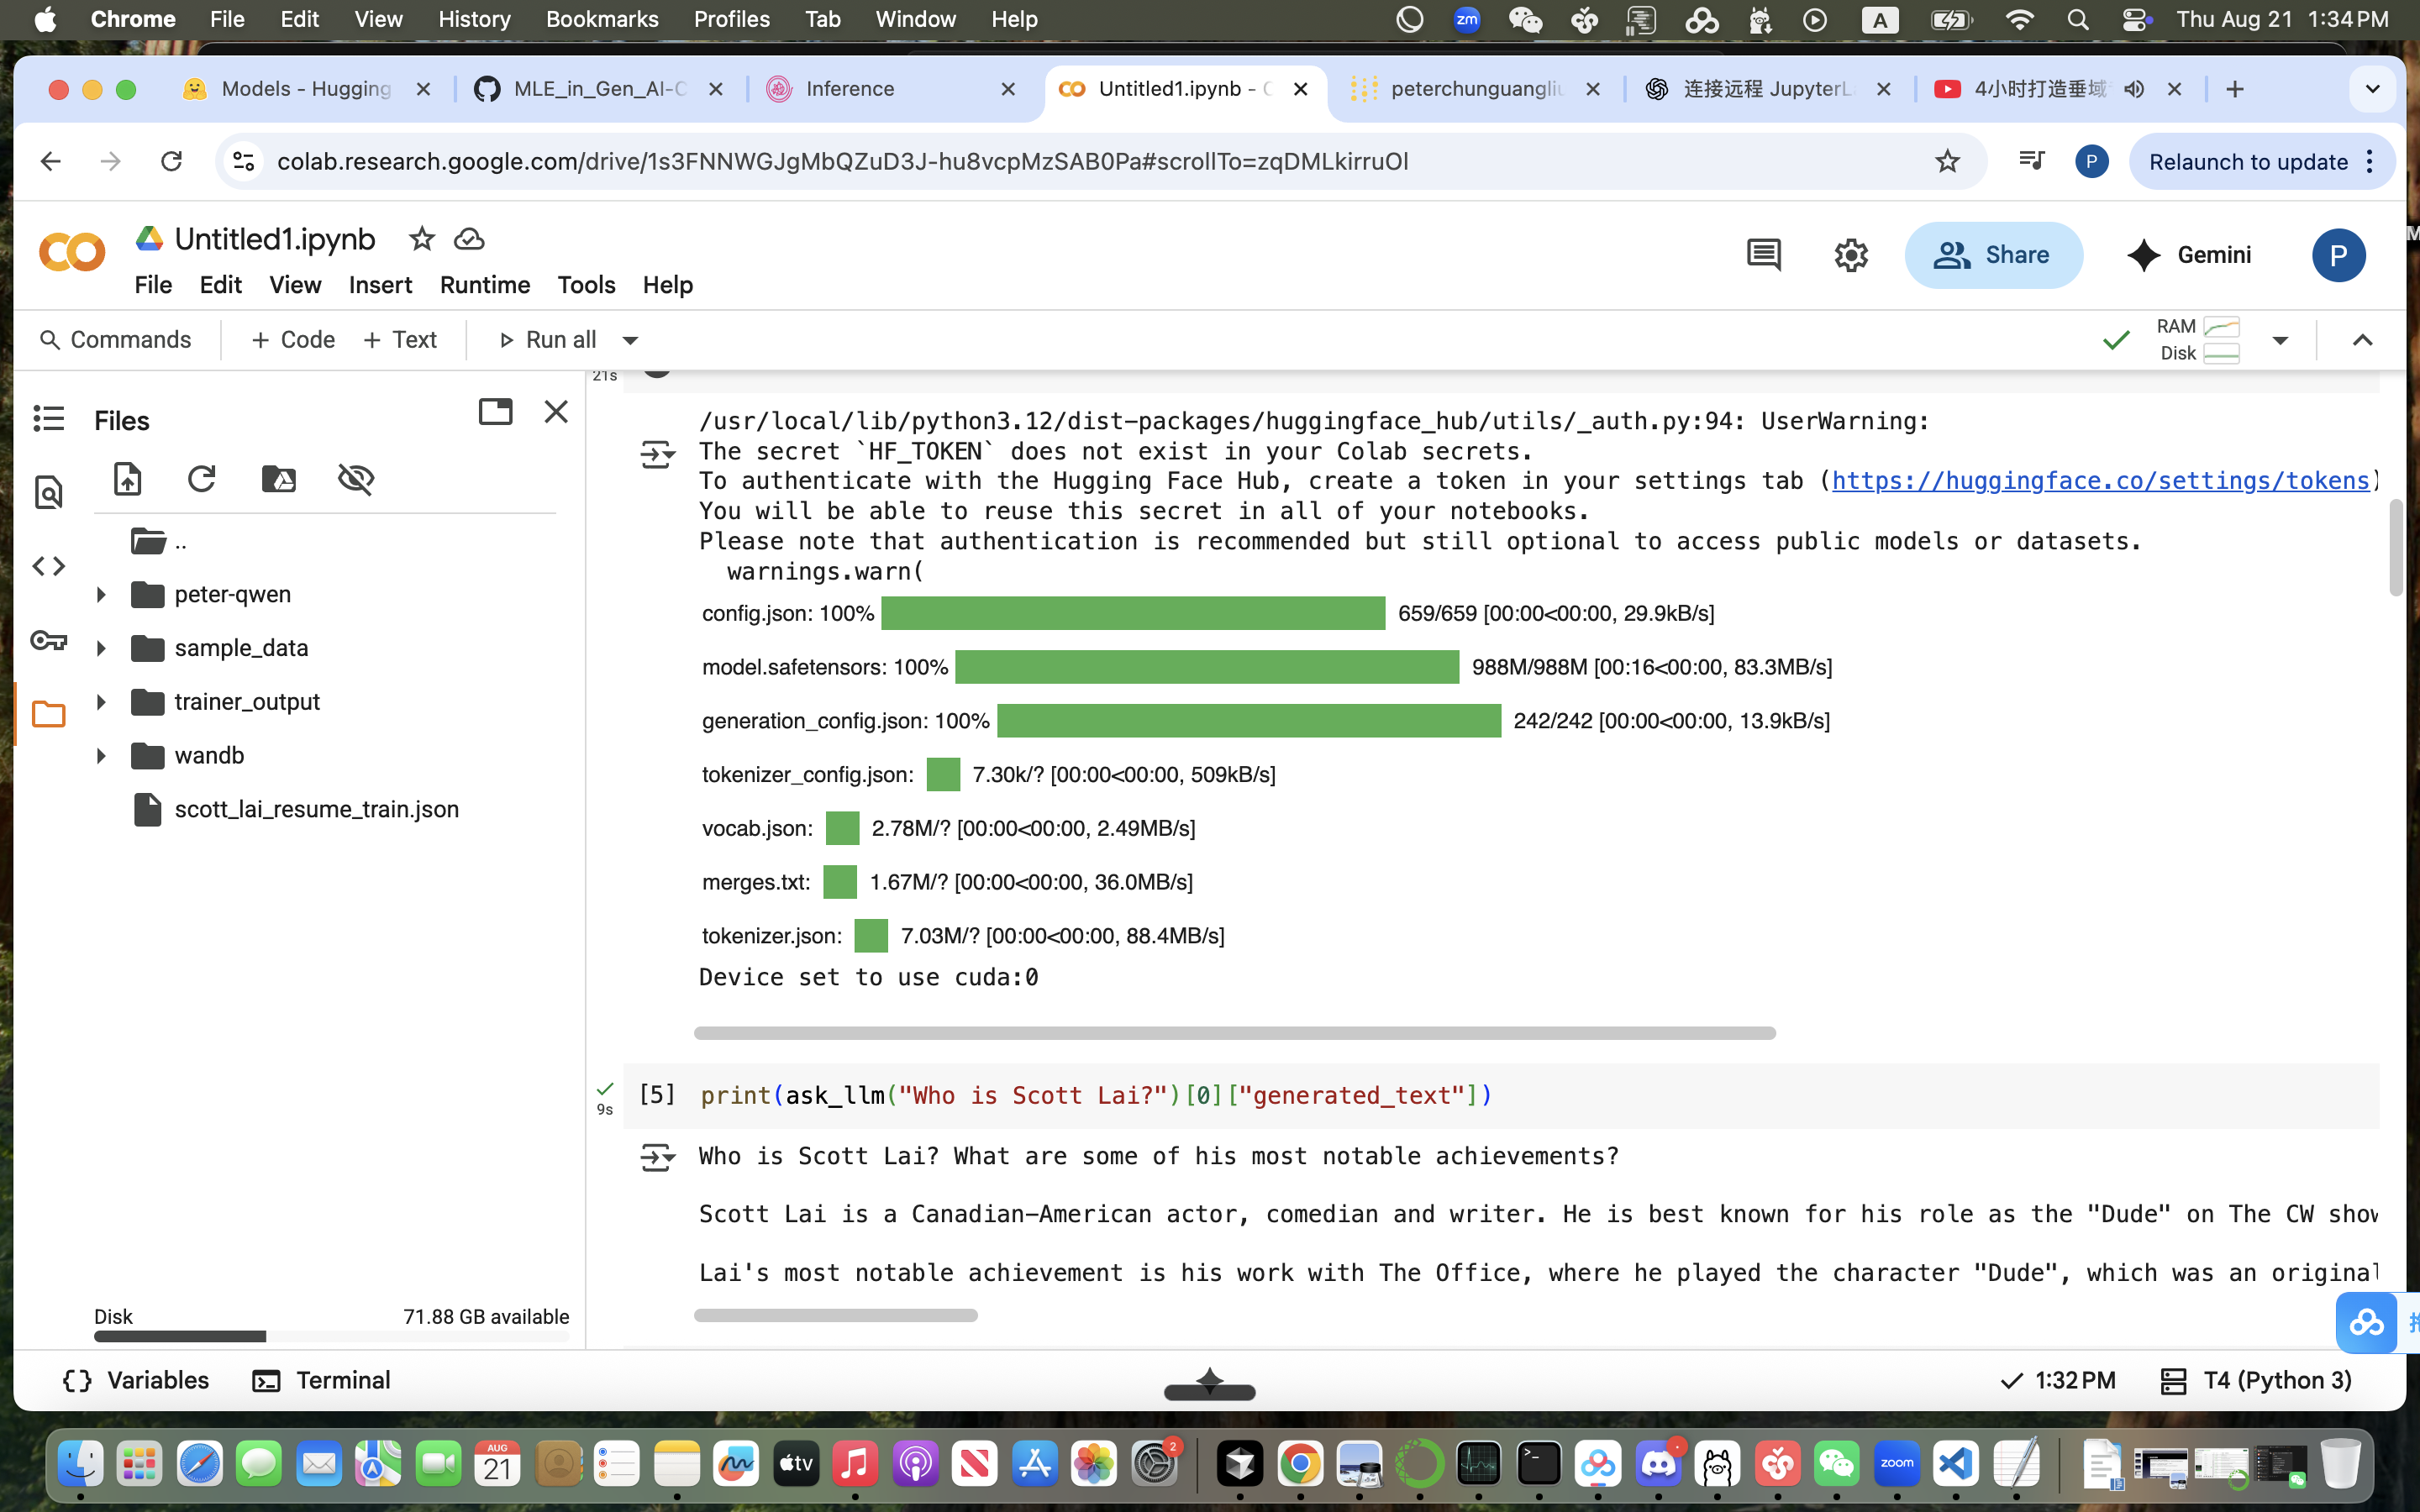 Chrome File Edit View History Bookmarks Profiles Tab Window Help zm A Thu Aug 21 1:34 PM
Models - Hugging MLE_in_Gen_AI-C Inference Untitled1.ipynb - C peterchunguangliu 连接远程 JupyterL 4小时打造垂域
colab.research.google.com/drive/1s3FNNWGJgMbQZuD3J-hu8vcpMzSAB0Pa#scrollTo=zqDMLkirruOl P Relaunch to update
Untitled1.ipynb
File Edit View Insert Runtime Tools Help
Share Gemini P
Commands + Code + Text Run all
RAM
Disk
Files
..
peter-qwen
sample_data
trainer_output
wandb
scott_lai_resume_train.json
Disk 71.88 GB available
21s
/usr/local/lib/python3.12/dist-packages/huggingface_hub/utils/_auth.py:94: UserWarning:
The secret `HF_TOKEN` does not exist in your Colab secrets.
To authenticate with the Hugging Face Hub, create a token in your settings tab (https://huggingface.co/settings/tokens)
You will be able to reuse this secret in all of your notebooks.
Please note that authentication is recommended but still optional to access public models or datasets.
warnings.warn(
config.json: 100% 659/659 [00:00<00:00, 29.9kB/s]
model.safetensors: 100% 988M/988M [00:16<00:00, 83.3MB/s]
generation_config.json: 100% 242/242 [00:00<00:00, 13.9kB/s]
tokenizer_config.json: 7.30k/? [00:00<00:00, 509kB/s]
vocab.json: 2.78M/? [00:00<00:00, 2.49MB/s]
merges.txt: 1.67M/? [00:00<00:00, 36.0MB/s]
tokenizer.json: 7.03M/? [00:00<00:00, 88.4MB/s]
Device set to use cuda:0
[5] print(ask_llm("Who is Scott Lai?")[0]["generated_text"])
9s
Who is Scott Lai? What are some of his most notable achievements?
Scott Lai is a Canadian-American actor, comedian and writer. He is best known for his role as the "Dude" on The CW show
Lai's most notable achievement is his work with The Office, where he played the character "Dude", which was an original
Variables Terminal 1:32 PM T4 (Python 3)
AUG
21
tv
2
zoom